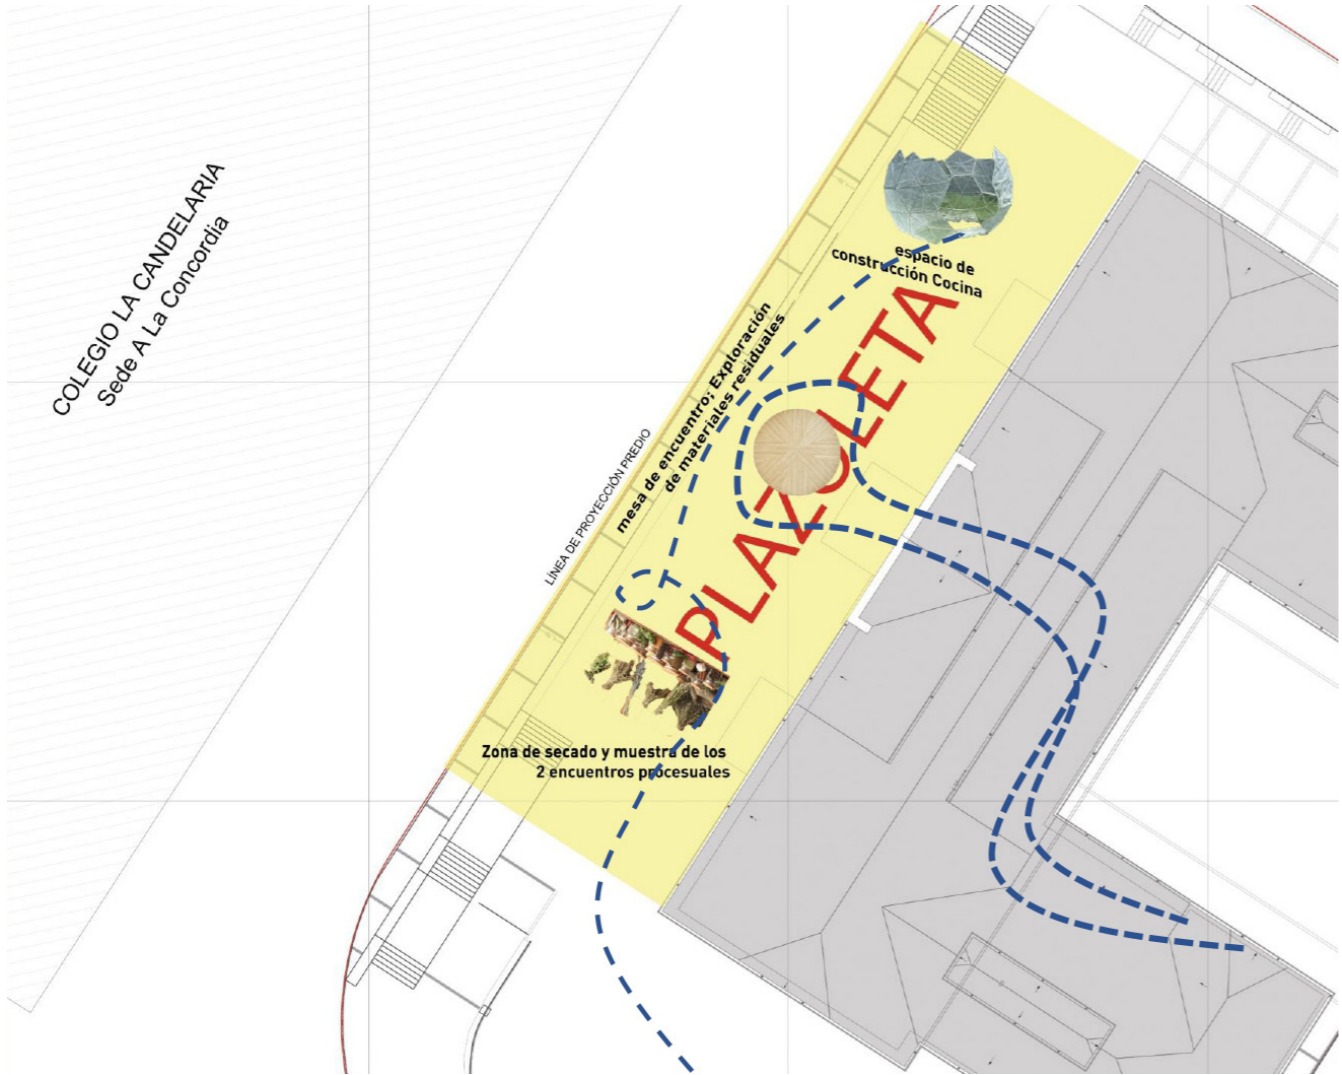 COLEGIO LA CANDELARIA
Sede A La Concordia
espacio de
construcción Cocina
mesa de encuentro; Exploración
de materiales residuales
LÍNEA DE PROYECCIÓN PREDIO
PLAZOLETA
Zona de secado y muestra de los
2 encuentros procesuales